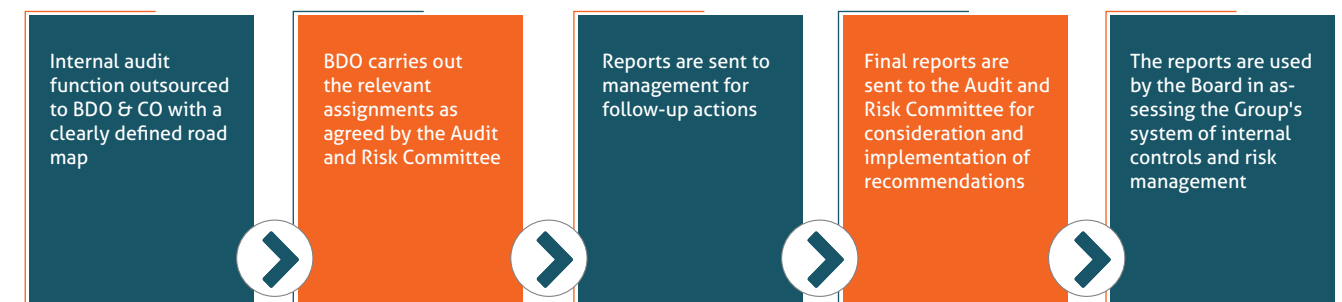 Internal audit
function outsourced
to BDO & CO with a
clearly defined road
map
BDO carries out
the relevant
assignments as
agreed by the Audit
and Risk Committee
Reports are sent to
management for
follow-up actions
Final reports are
sent to the Audit and
Risk Committee for
consideration and
implementation of
recommendations
The reports are used
by the Board in as-
sessing the Group's
system of internal
controls and risk
management